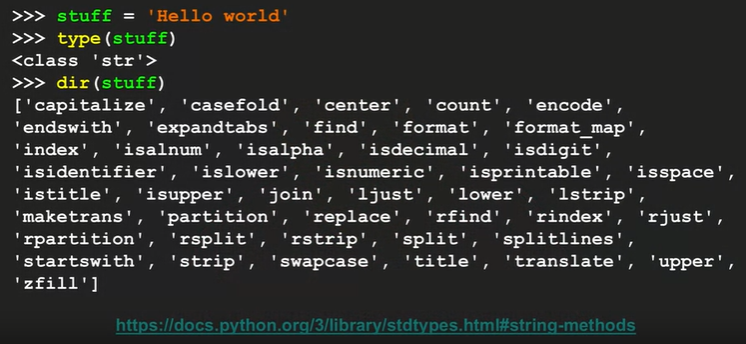 >>> stuff = 'Hello world'
>>> type(stuff)
<class 'str'>
>>> dir(stuff)
['capitalize', 'casefold', 'center', 'count', 'encode',
'endswith', 'expandtabs', 'find', 'format', 'format_map',
'index', 'isalnum', 'isalpha', 'isdecimal', 'isdigit',
'isidentifier', 'islower', 'isnumeric', 'isprintable', 'isspace',
'istitle', 'isupper', 'join', 'ljust', 'lower', 'lstrip',
'maketrans', 'partition', 'replace', 'rfind', 'rindex', 'rjust',
'rpartition', 'rsplit', 'rstrip', 'split', 'splitlines',
'startswith', 'strip', 'swapcase', 'title', 'translate', 'upper',
'zfill']
https://docs.python.org/3/library/stdtypes.html#string-methods